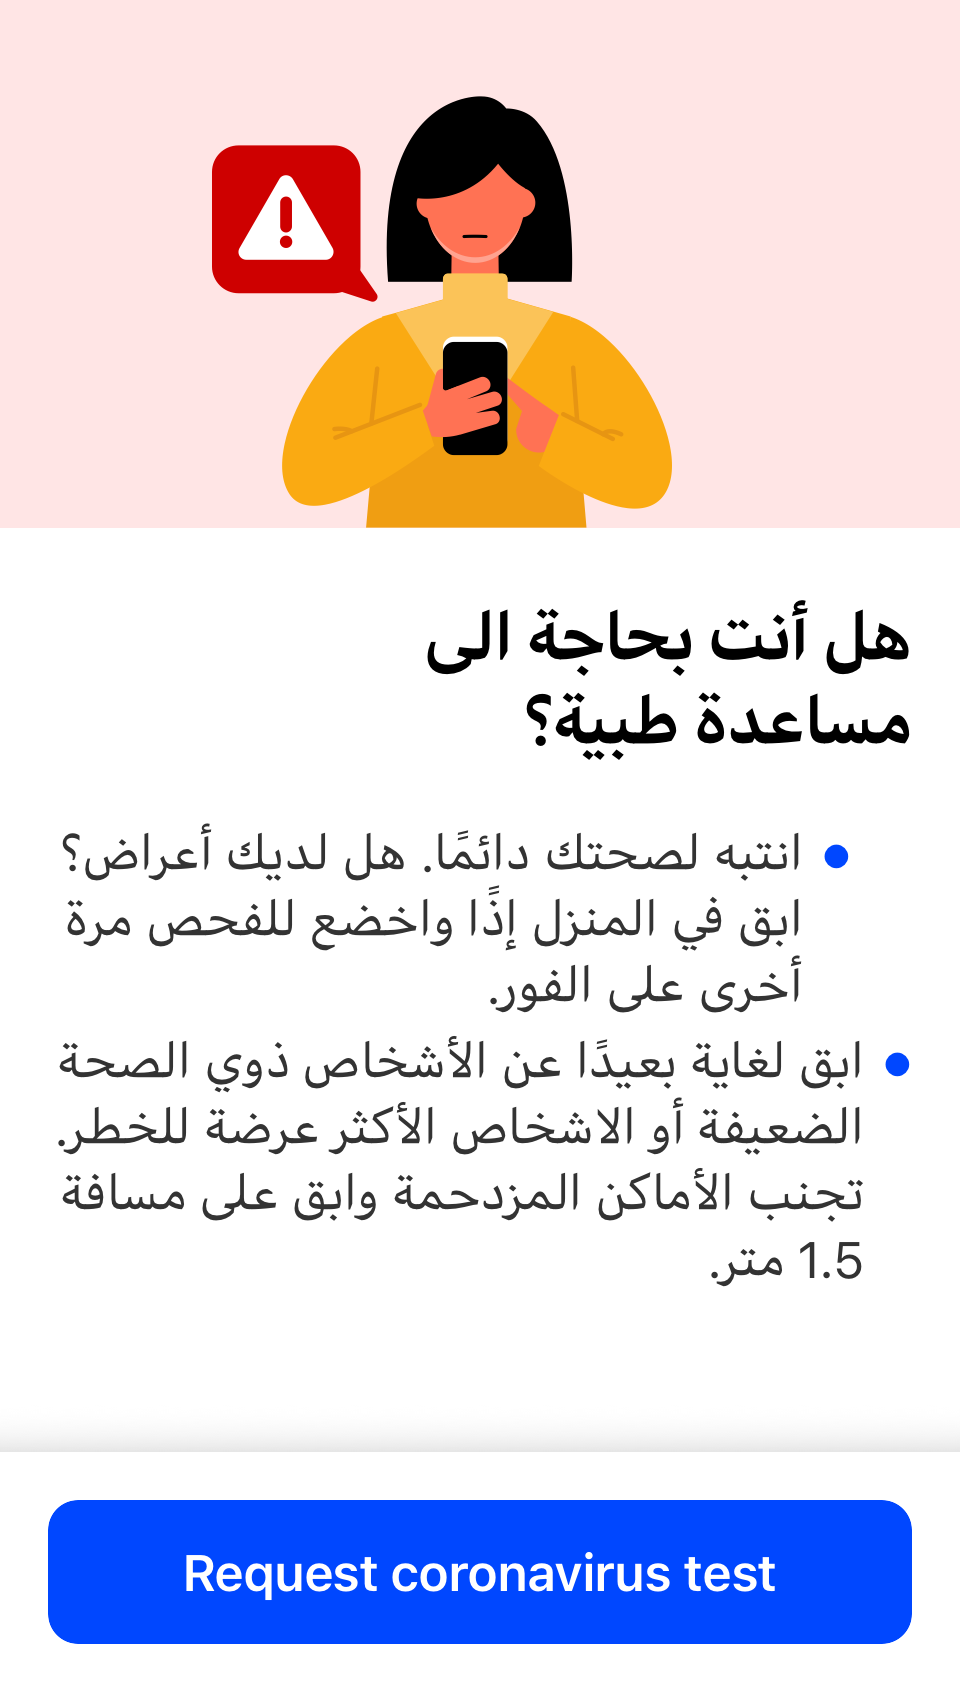 هل أنت بحاجة الى
مساعدة طبية؟
● انتبه لصحتك دائمًا. هل لديك أعراض؟
ابق في المنزل إذًا واخضع للفحص مرة
أخرى على الفور.
● ابق لغاية بعيدًا عن الأشخاص ذوي الصحة
الضعيفة أو الاشخاص الأكثر عرضة للخطر.
تجنب الأماكن المزدحمة وابق على مسافة
1.5 متر.
Request coronavirus test